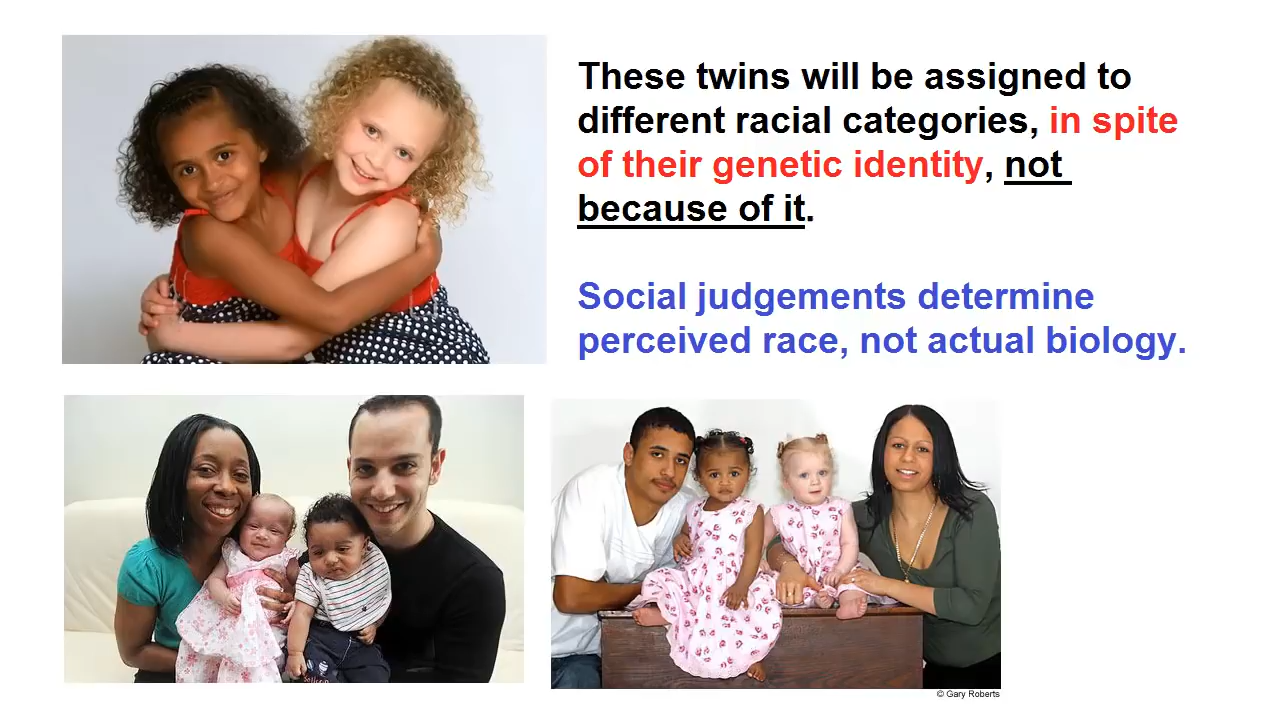 These twins will be assigned to
different racial categories, in spite
of their genetic identity, not
because of it.
Social judgements determine
perceived race, not actual biology.
© Gary Roberts